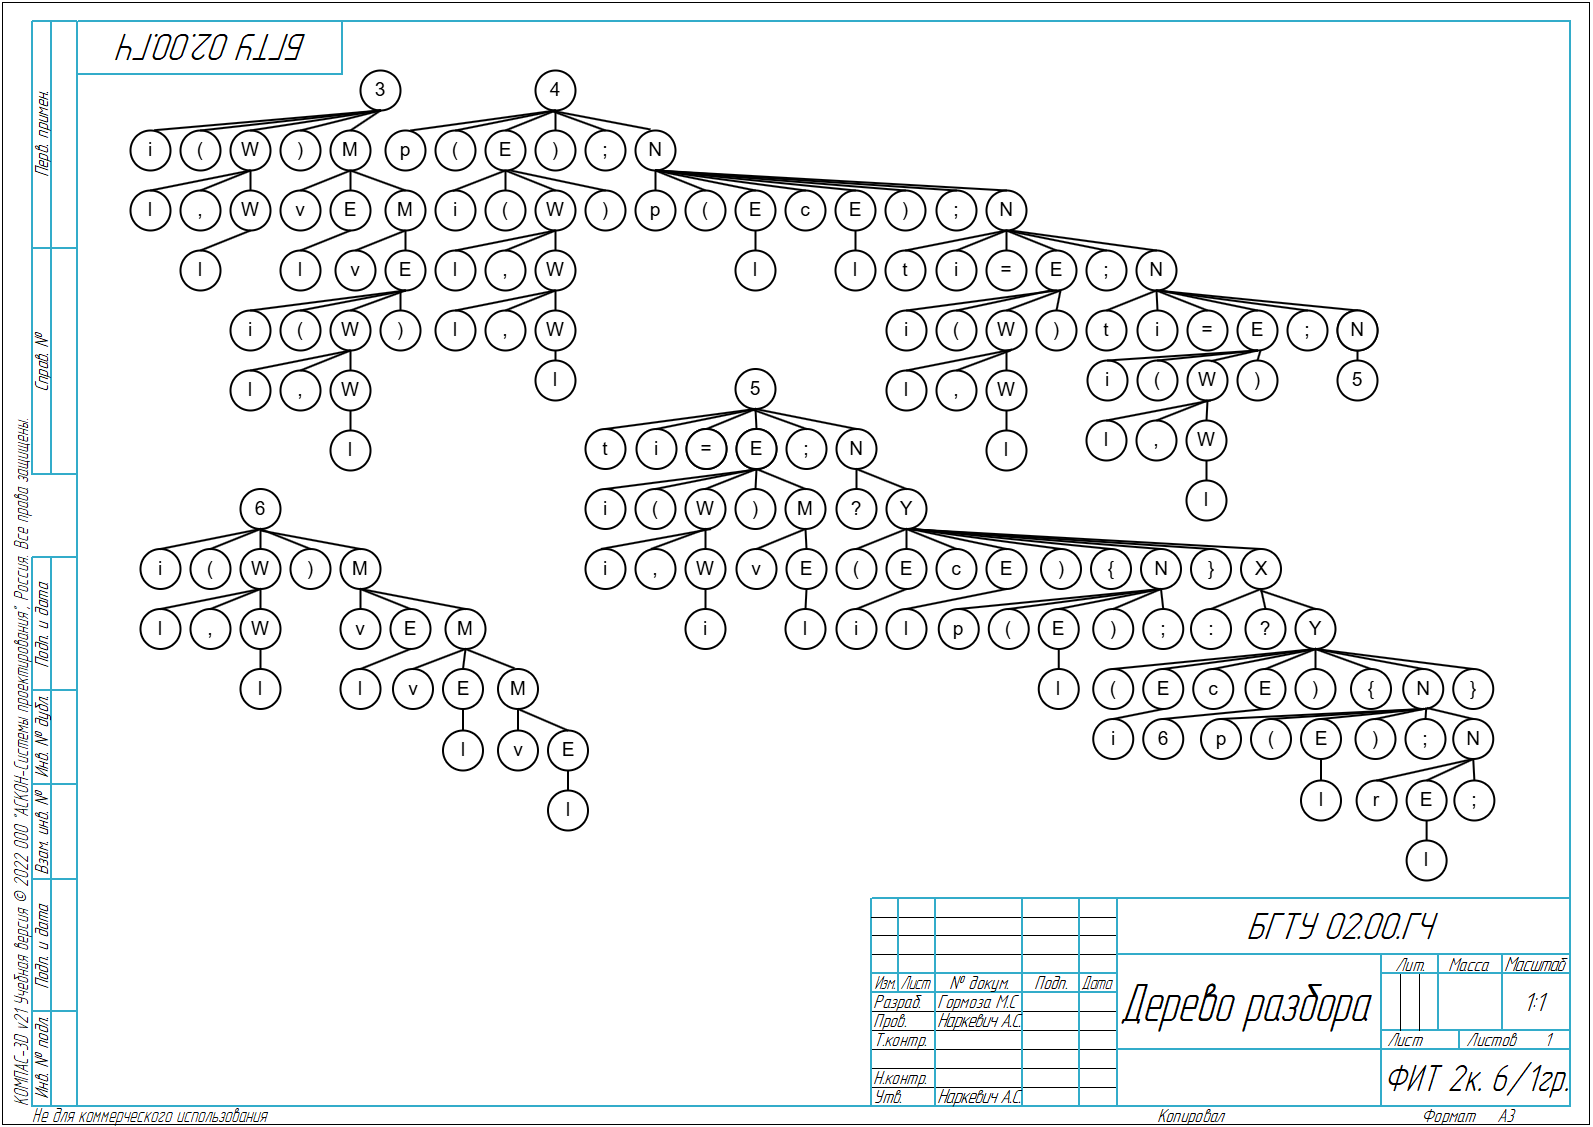 БГТУ 02.00.ГЧ
3 4
i ( W ) M p ( E ) ; N
l , W v E M i ( W ) p ( E c E ) ; N
l l v E l , W l l t i = E ; N
i ( W ) l , W i ( W ) t i = E ; N
l , W l l , W i ( W ) 5
5
l l l , W
t i = E ; N
l
6 i ( W ) M ? Y
i ( W ) M i , W v E ( E c E ) { N } X
l , W v E M i l i l p ( E ) ; : ? Y
l l v E M l ( E c E ) { N }
l v E i 6 p ( E ) ; N
l l r E ;
l
Перв. примен.
Справ. №
Подп. и дата
Инв. № дубл.
Взам. инв. №
Подп. и дата
Инв. № подл.
КОМПАС-3D v21 Учебная версия © 2022 ООО "АСКОН-Системы проектирования", Россия. Все права защищены.
БГТУ 02.00.ГЧ
Лит. Масса Масштаб
Изм. Лист № докум. Подп. Дата
Разраб. Гормоза М.С
Дерево разбора
1:1
Пров. Наркевич А.С.
Т.контр.
Лист Листов 1
Н.контр.
ФИТ 2к. 6/1гр.
Утв. Наркевич А.С.
Не для коммерческого использования
Копировал
Формат А3